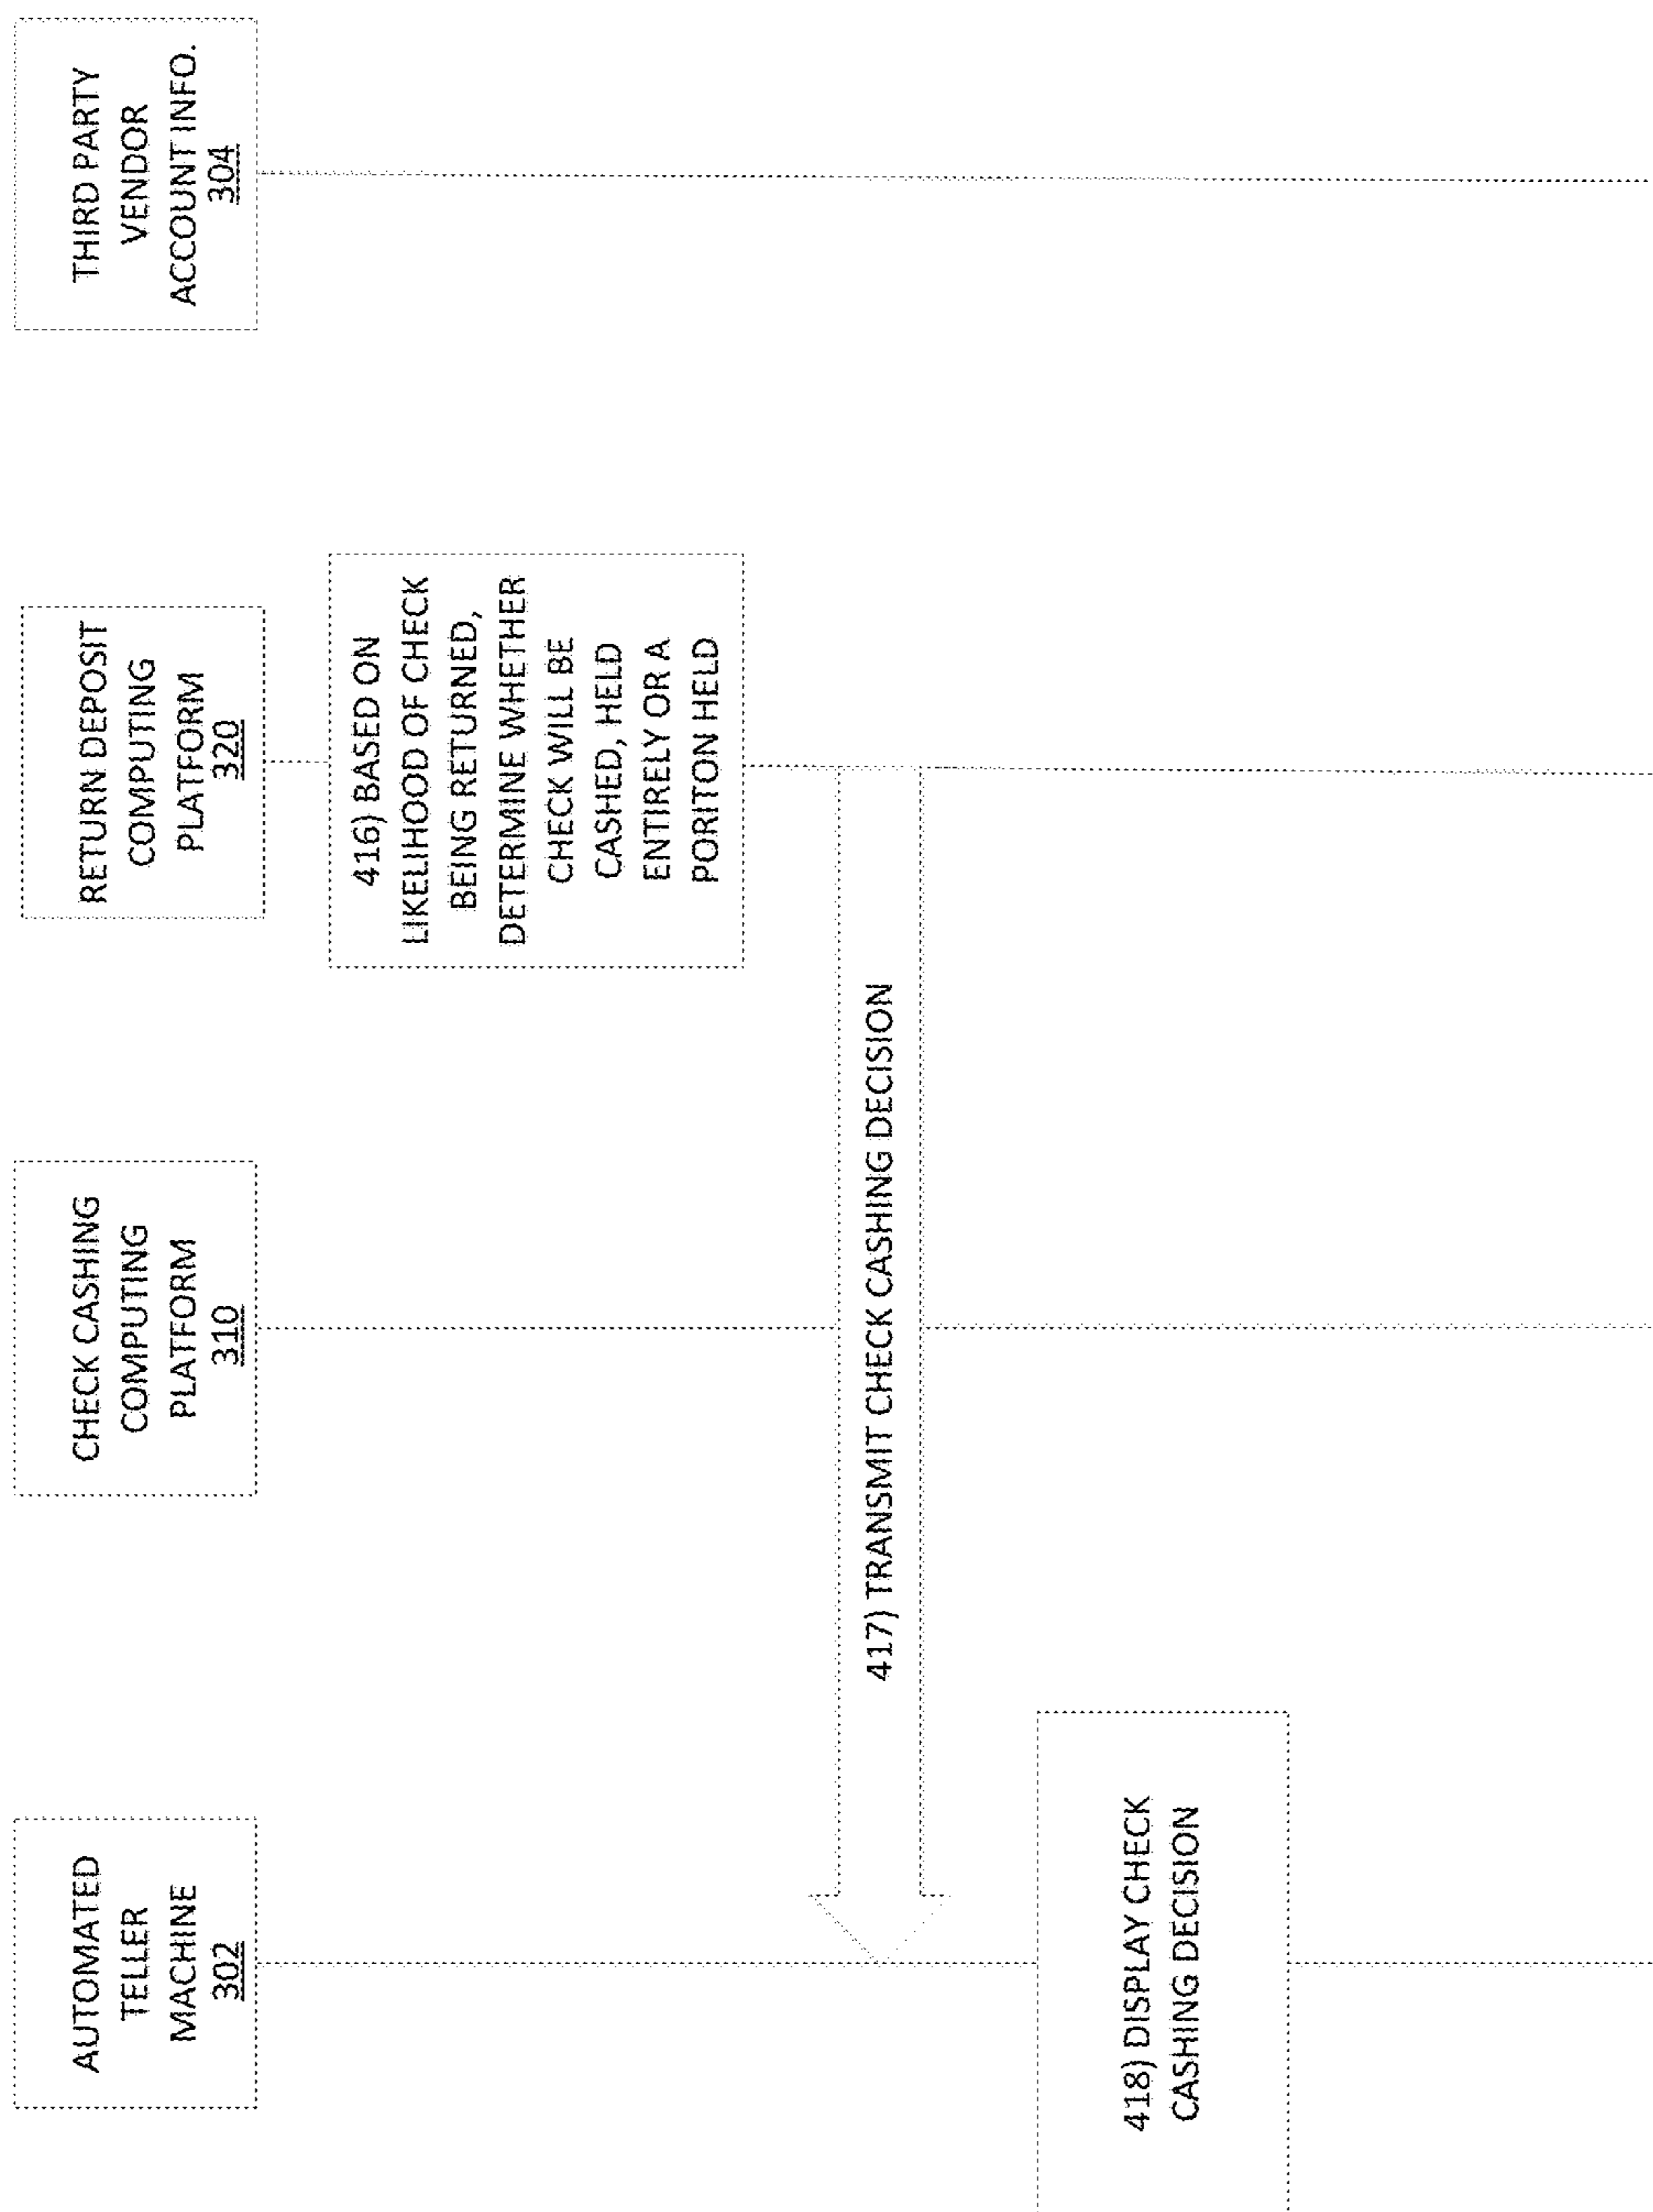 AUTOMATED
TELLER
MACHINE
302
CHECK CASHING
COMPUTING
PLATFORM
310
RETURN DEPOSIT
COMPUTING
PLATFORM
320
THIRD PARTY
VENDOR
ACCOUNT INFO.
304
416) BASED ON
LIKELIHOOD OF CHECK
BEING RETURNED,
DETERMINE WHETHER
CHECK WILL BE
CASHED, HELD
ENTIRELY OR A
PORITON HELD
417) TRANSMIT CHECK CASHING DECISION
418) DISPLAY CHECK
CASHING DECISION